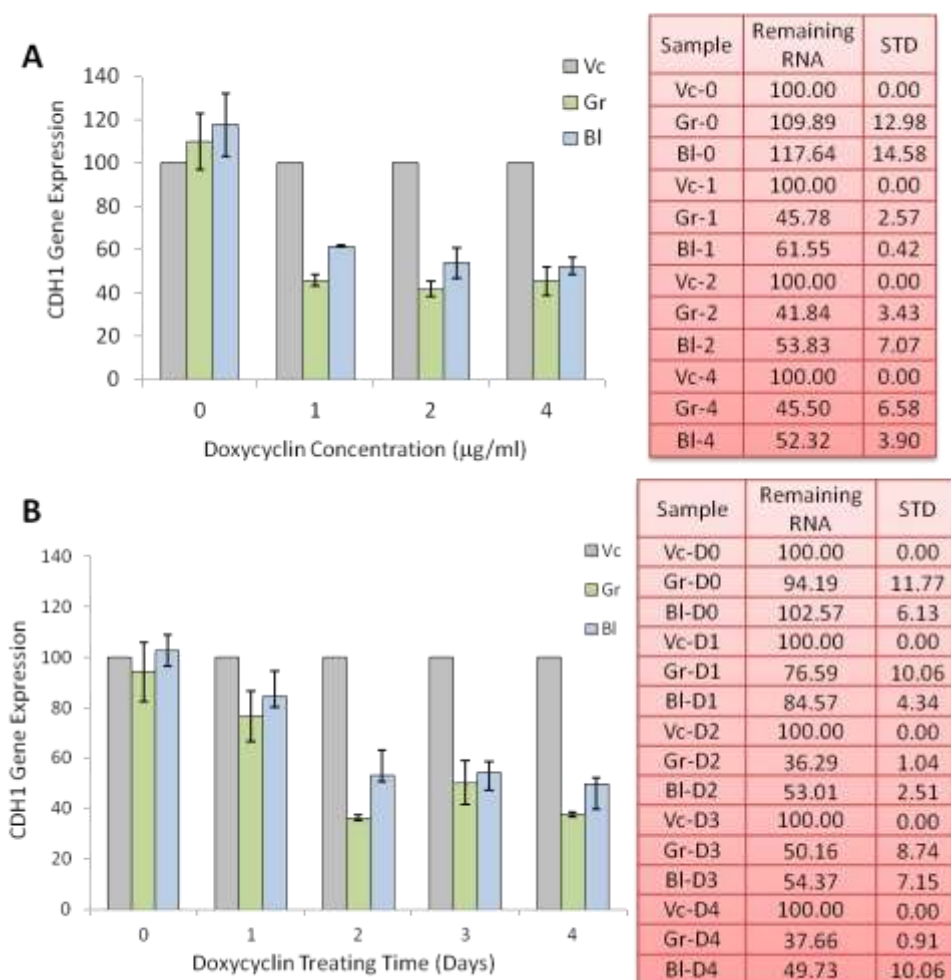 A
CDH1 Gene Expression
140
120
100
80
60
40
20
0
0 1 2 4
Doxycyclin Concentration (µg/ml)
Vc
Gr
Bl
Sample Remaining RNA STD
Vc-0 100.00 0.00
Gr-0 109.89 12.98
Bl-0 117.64 14.58
Vc-1 100.00 0.00
Gr-1 45.78 2.57
Bl-1 61.55 0.42
Vc-2 100.00 0.00
Gr-2 41.84 3.43
Bl-2 53.83 7.07
Vc-4 100.00 0.00
Gr-4 45.50 6.58
Bl-4 52.32 3.90
B
CDH1 Gene Expression
140
120
100
80
60
40
20
0
0 1 2 3 4
Doxycyclin Treating Time (Days)
Vc
Gr
Bl
Sample Remaining RNA STD
Vc-D0 100.00 0.00
Gr-D0 94.19 11.77
Bl-D0 102.57 6.13
Vc-D1 100.00 0.00
Gr-D1 76.59 10.06
Bl-D1 84.57 4.34
Vc-D2 100.00 0.00
Gr-D2 36.29 1.04
Bl-D2 53.01 2.51
Vc-D3 100.00 0.00
Gr-D3 50.16 8.74
Bl-D3 54.37 7.15
Vc-D4 100.00 0.00
Gr-D4 37.66 0.91
Bl-D4 49.73 10.06